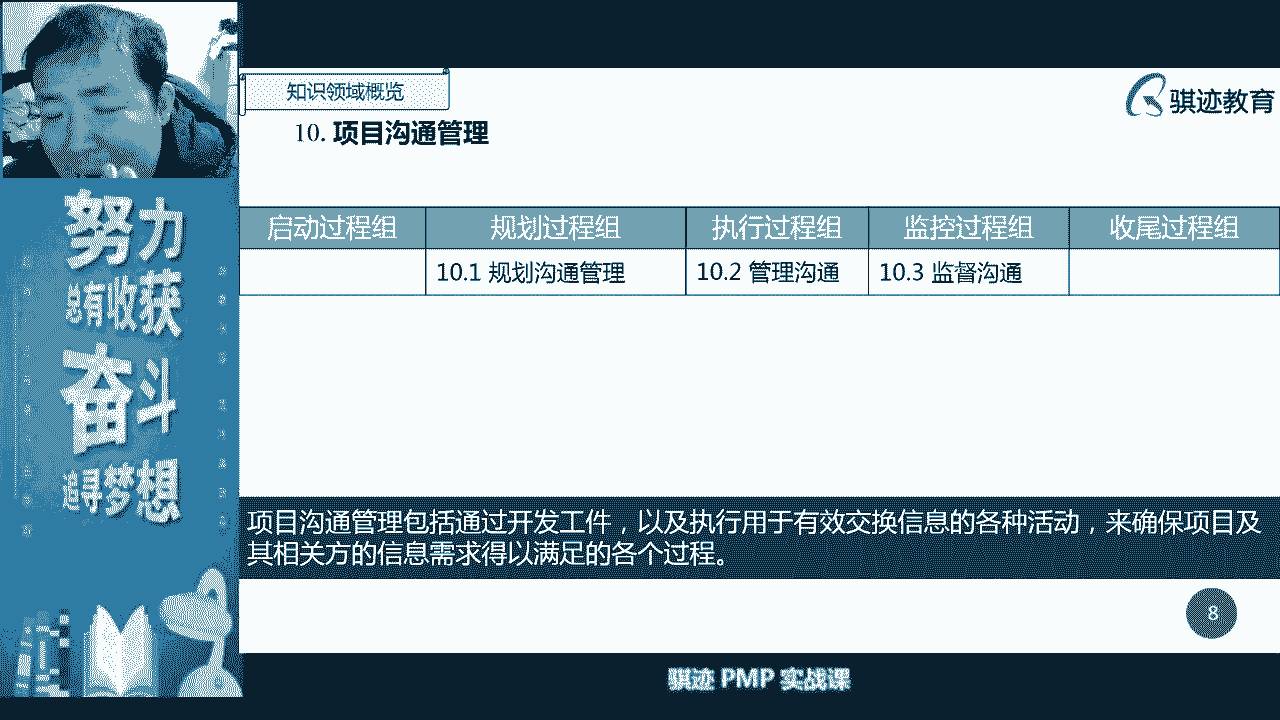 知识领域概览
骐迹教育
10. 项目沟通管理
努力
总有收获
奋斗
追寻梦想
启动过程组 规划过程组 执行过程组 监控过程组 收尾过程组
10.1 规划沟通管理 10.2 管理沟通 10.3 监督沟通
项目沟通管理包括通过开发工件，以及执行用于有效交换信息的各种活动，来确保项目及
其相关方的信息需求得以满足的各个过程。
8
骐迹 PMP 实战课